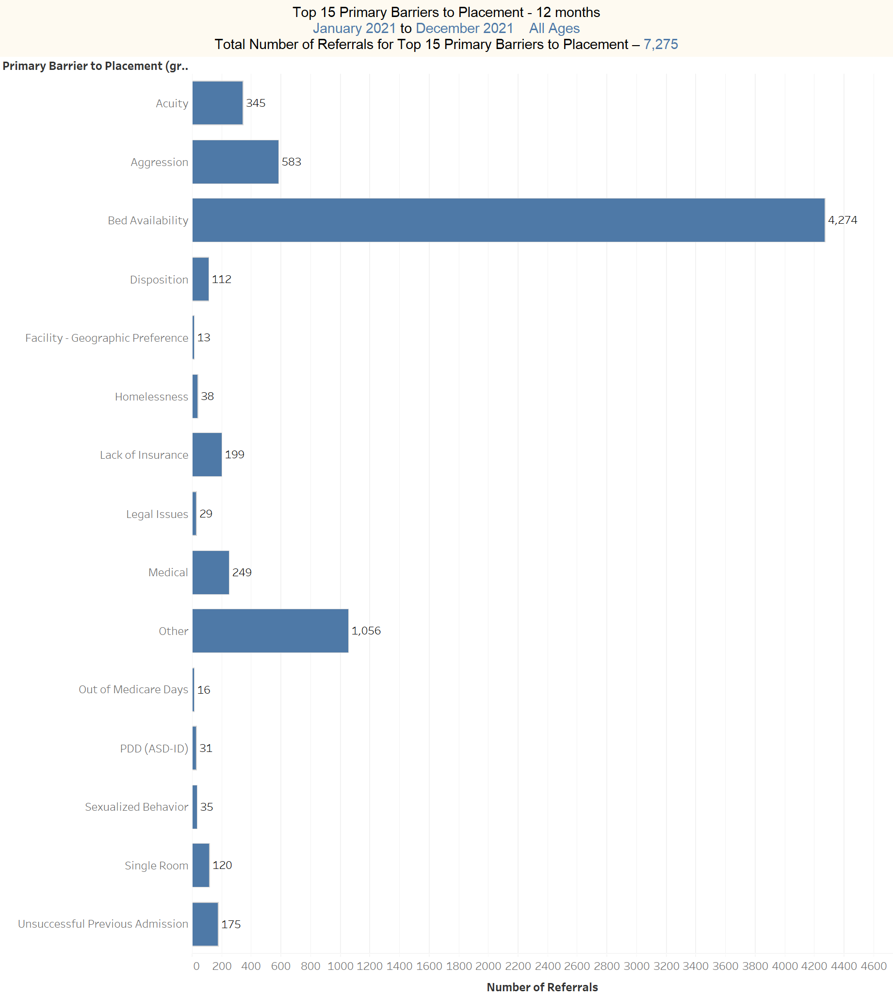 Top 15 Primary Barriers to Placement - 12 months
January 2021 to December 2021 All Ages
Total Number of Referrals for Top 15 Primary Barriers to Placement – 7,275
Primary Barrier to Placement (gr..
Acuity 345
Aggression 583
Bed Availability 4,274
Disposition 112
Facility - Geographic Preference 13
Homelessness 38
Lack of Insurance 199
Legal Issues 29
Medical 249
Other 1,056
Out of Medicare Days 16
PDD (ASD-ID) 31
Sexualized Behavior 35
Single Room 120
Unsuccessful Previous Admission 175
0 200 400 600 800 1000 1200 1400 1600 1800 2000 2200 2400 2600 2800 3000 3200 3400 3600 3800 4000 4200 4400 4600
Number of Referrals